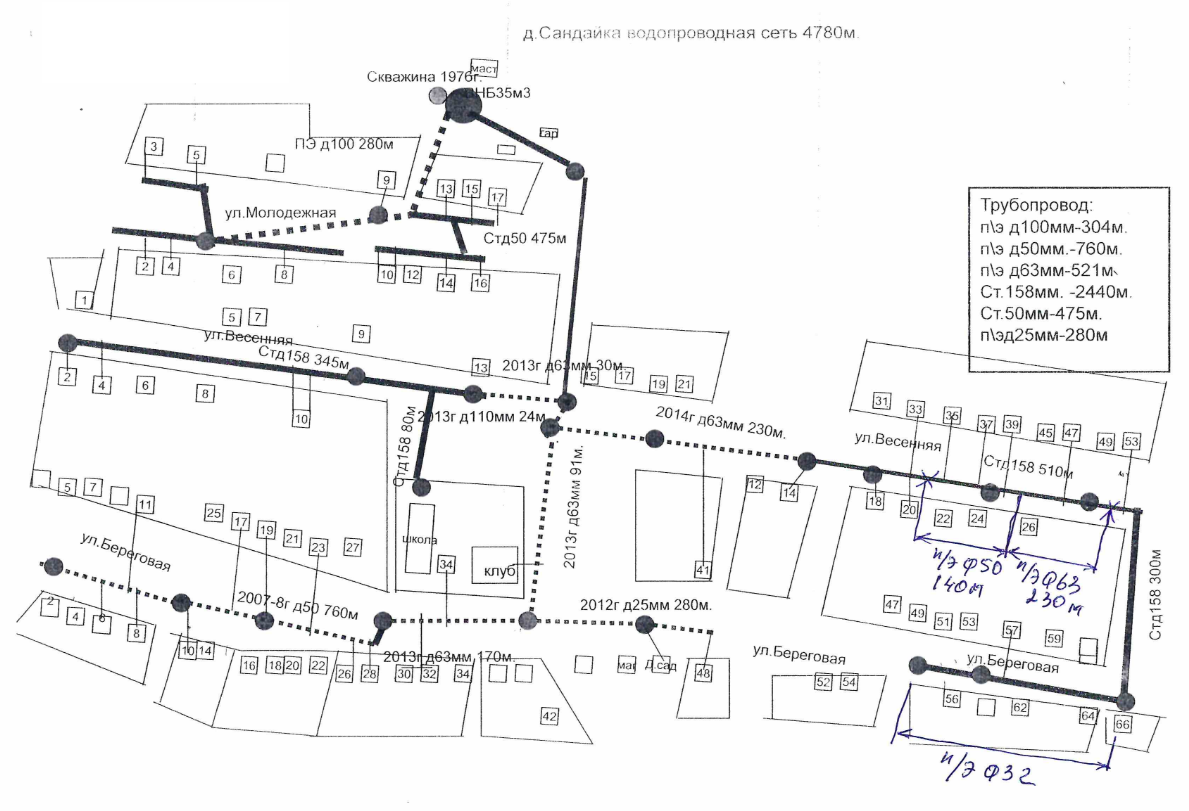 д.Сандайка водопроводная сеть 4780м.
маст
Скважина 1976г.
ВНБ35м3
гар
ПЭ д100 280м
3
5
9
13
15
17
ул.Молодежная
Стд50 475м
2
4
6
8
10
12
14
16
1
5
7
9
13
Трубопровод:
п\э д100мм-304м.
п\э д50мм.-760м.
п\э д63мм-521м.
Ст.158мм. -2440м.
Ст.50мм-475м.
п\эд25мм-280м
ул.Весенняя
Стд158 345м
2013г д63мм 30м.
2
4
6
8
10
15
17
19
21
2013г д110мм 24м.
2014г д63мм 230м.
Стд158 80м
2013г д63мм 91м.
31
33
35
37
39
45
47
49
53
ул.Весенняя
Стд158 510м
12
14
18
20
22
24
26
п/э ф50
140м
п/э ф63
230м
5
7
11
25
17
19
21
23
27
школа
34
клуб
41
ул.Береговая
2007-8г д50 760м
2012г д25мм 280м.
2013г д63мм 170м.
2
4
6
8
10
14
16
18
20
22
26
28
30
32
34
маг
Д.сад
48
42
47
49
51
53
57
59
Стд158 300м
ул.Береговая
ул.Береговая
52
54
56
62
64
66
п/э ф32